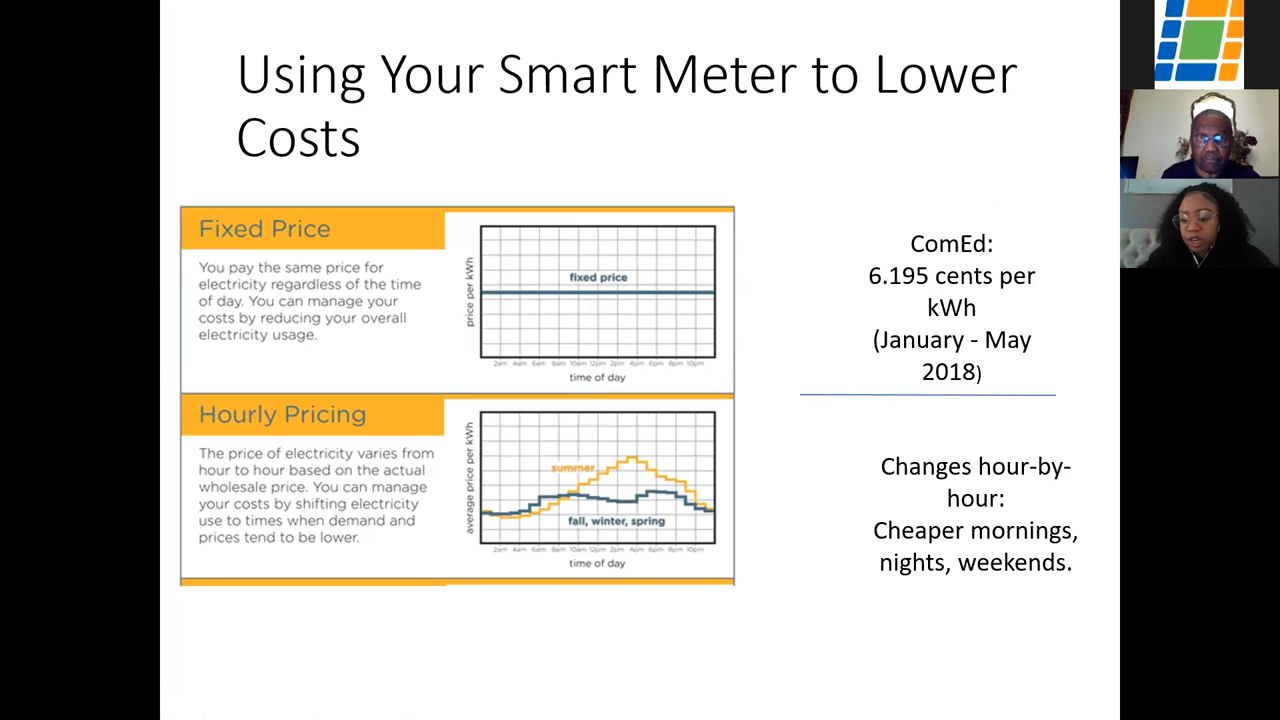 Using Your Smart Meter to Lower
Costs
Fixed Price
You pay the same price for
electricity regardless of the time
of day. You can manage your
costs by reducing your overall
electricity usage.
price per kWh
fixed price
2am 4am 6am 8am 10am 12pm 2pm 4pm 6pm 8pm 10pm
time of day
ComEd:
6.195 cents per
kWh
(January - May
2018)
Hourly Pricing
The price of electricity varies from
hour to hour based on the actual
wholesale price. You can manage
your costs by shifting electricity
use to times when demand and
prices tend to be lower.
average price per kWh
summer
fall, winter, spring
2am 4am 6am 8am 10am 12pm 2pm 4pm 6pm 8pm 10pm
time of day
Changes hour-by-
hour:
Cheaper mornings,
nights, weekends.